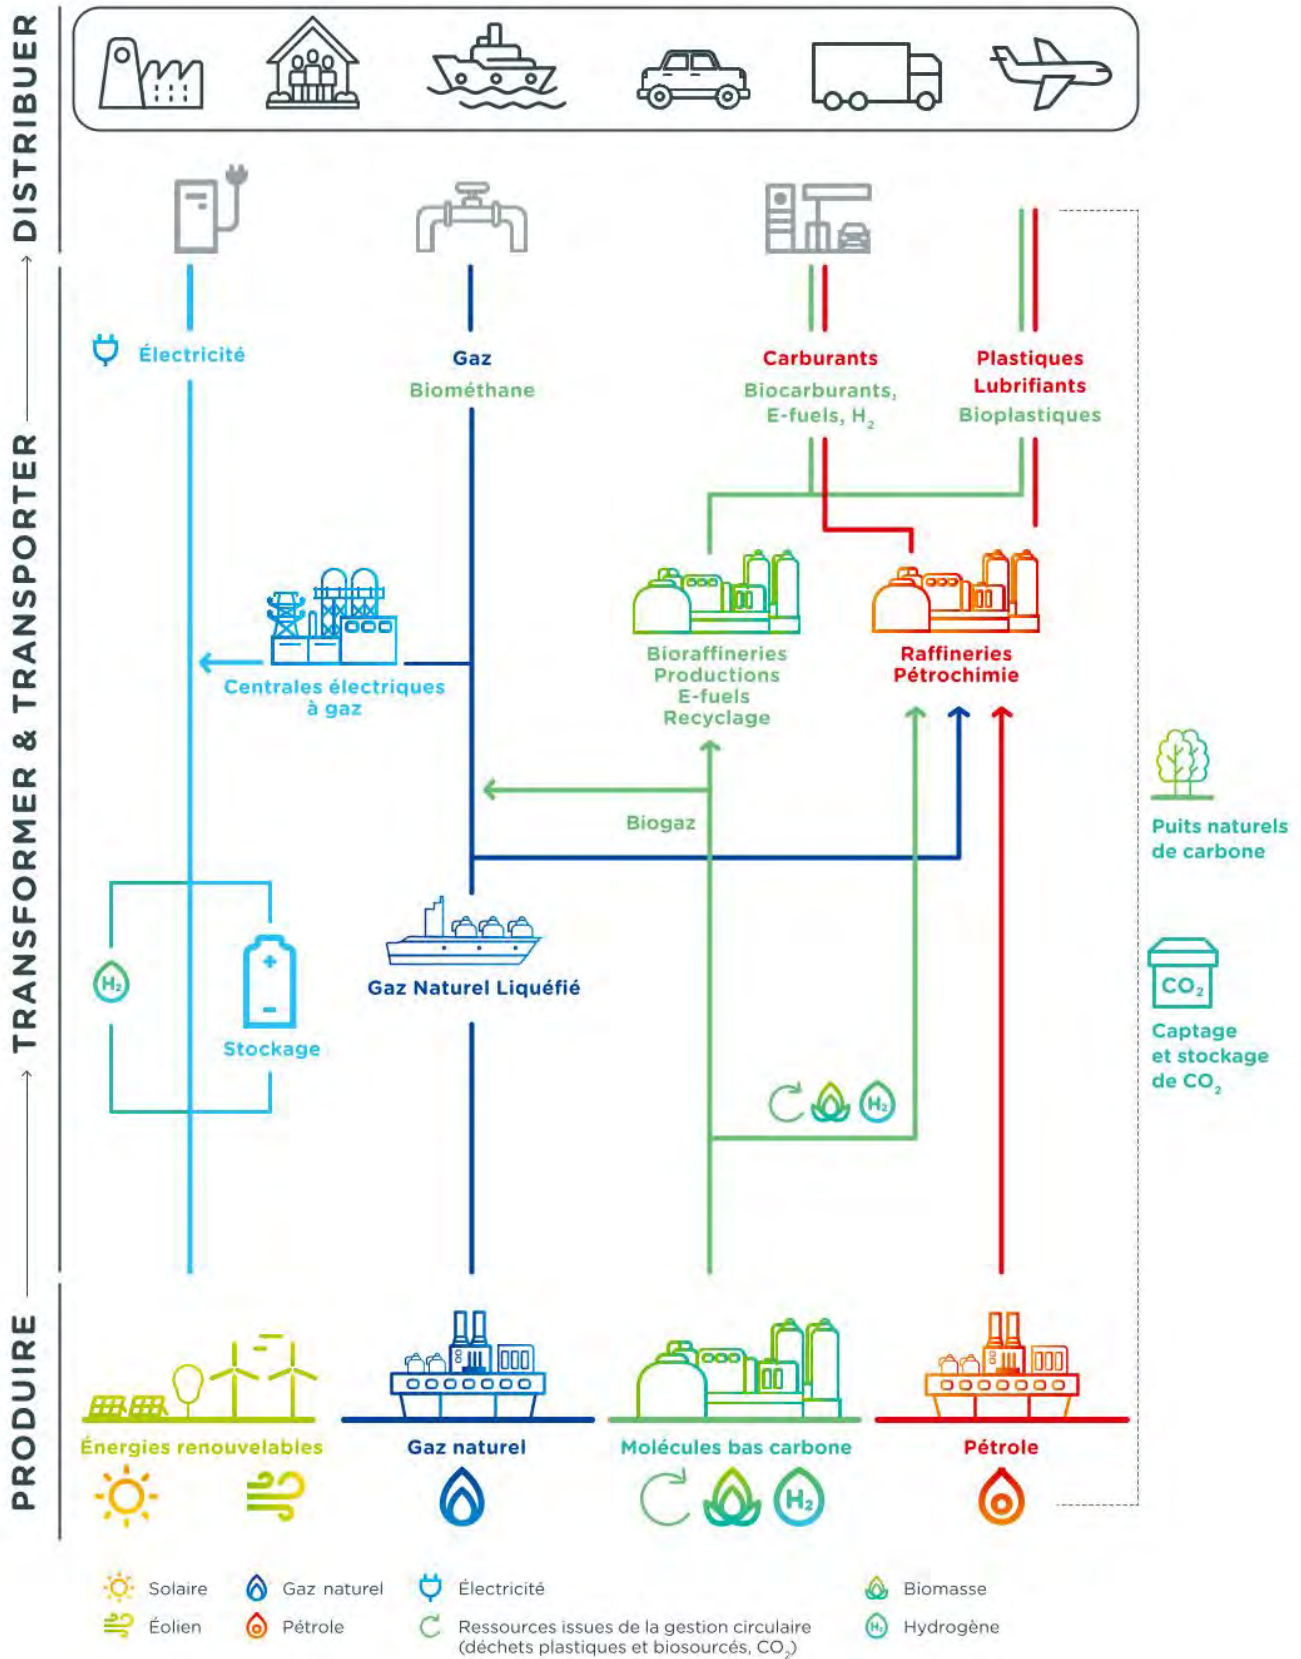 DISTRIBUER
TRANSFORMER & TRANSPORTER
PRODUIRE
Électricité
Gaz
Biométhane
Carburants
Biocarburants,
E-fuels, H₂
Plastiques
Lubrifiants
Bioplastiques
Centrales électriques
à gaz
Bioraffineries
Productions
E-fuels
Recyclage
Raffineries
Pétrochimie
Biogaz
Puits naturels
de carbone
H₂
+
-
Stockage
Gaz Naturel Liquéfié
CO₂
Captage
et stockage
de CO₂
H₂
Énergies renouvelables
Gaz naturel
Molécules bas carbone
Pétrole
H₂
Solaire
Gaz naturel
Électricité
Biomasse
Éolien
Pétrole
Ressources issues de la gestion circulaire
(déchets plastiques et biosourcés, CO₂)
H₂
Hydrogène